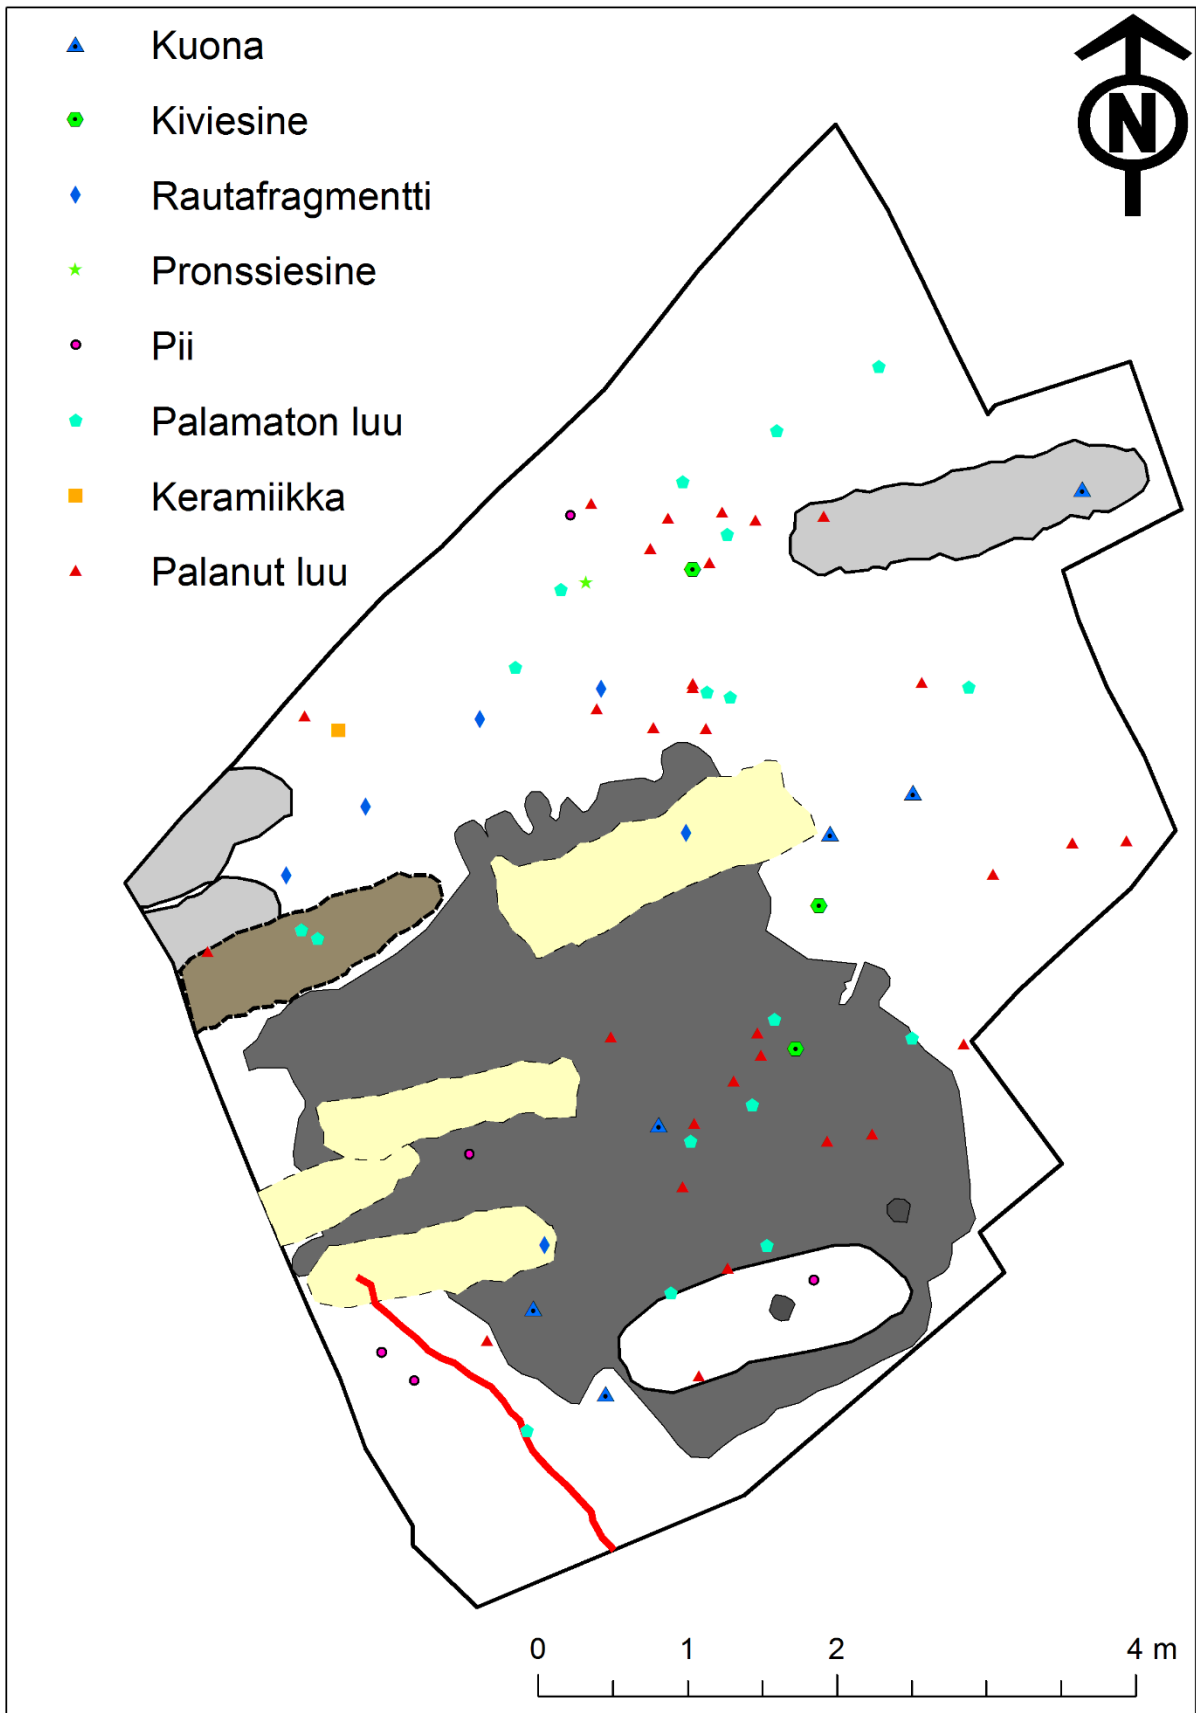 Kuona
Kiviesine
Rautafragmentti
Pronssiesine
Pii
Palamaton luu
Keramiikka
Palanut luu
N
0 1 2 4 m